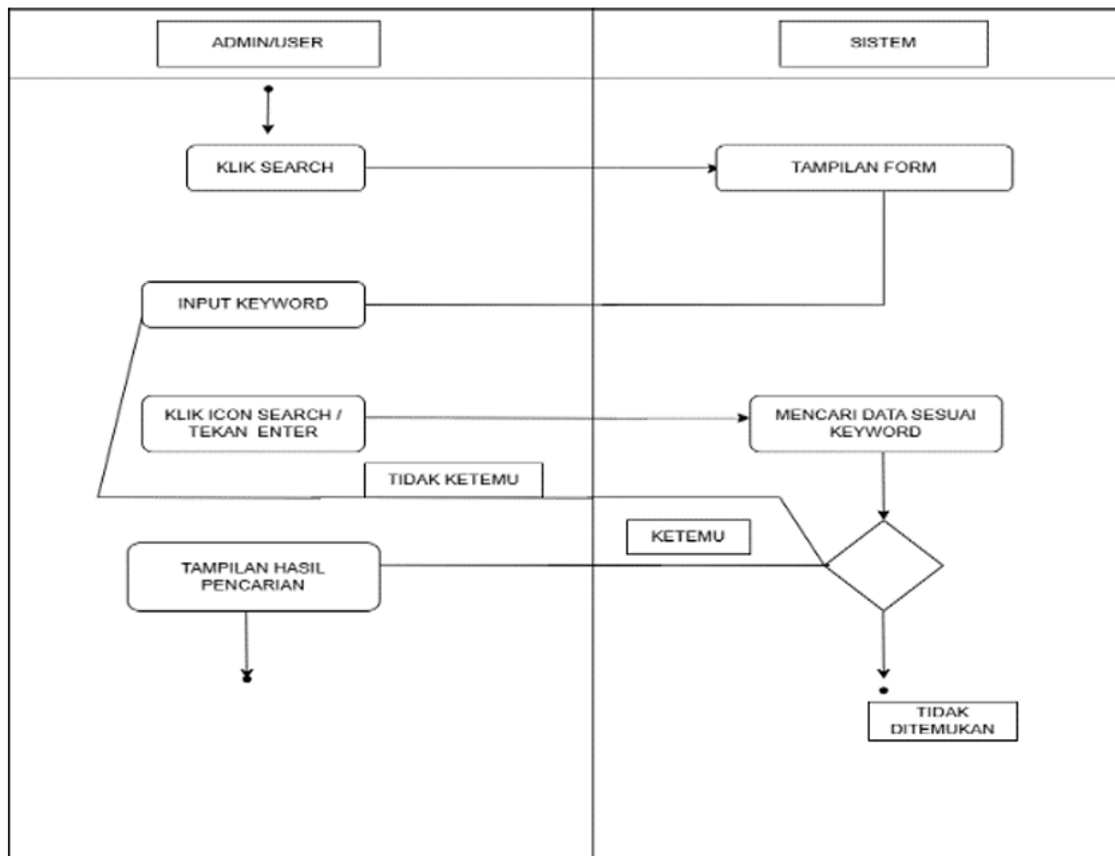 ADMIN/USER
SISTEM
KLIK SEARCH
TAMPILAN FORM
INPUT KEYWORD
KLIK ICON SEARCH /
TEKAN ENTER
MENCARI DATA SESUAI
KEYWORD
TIDAK KETEMU
KETEMU
TAMPILAN HASIL
PENCARIAN
TIDAK
DITEMUKAN